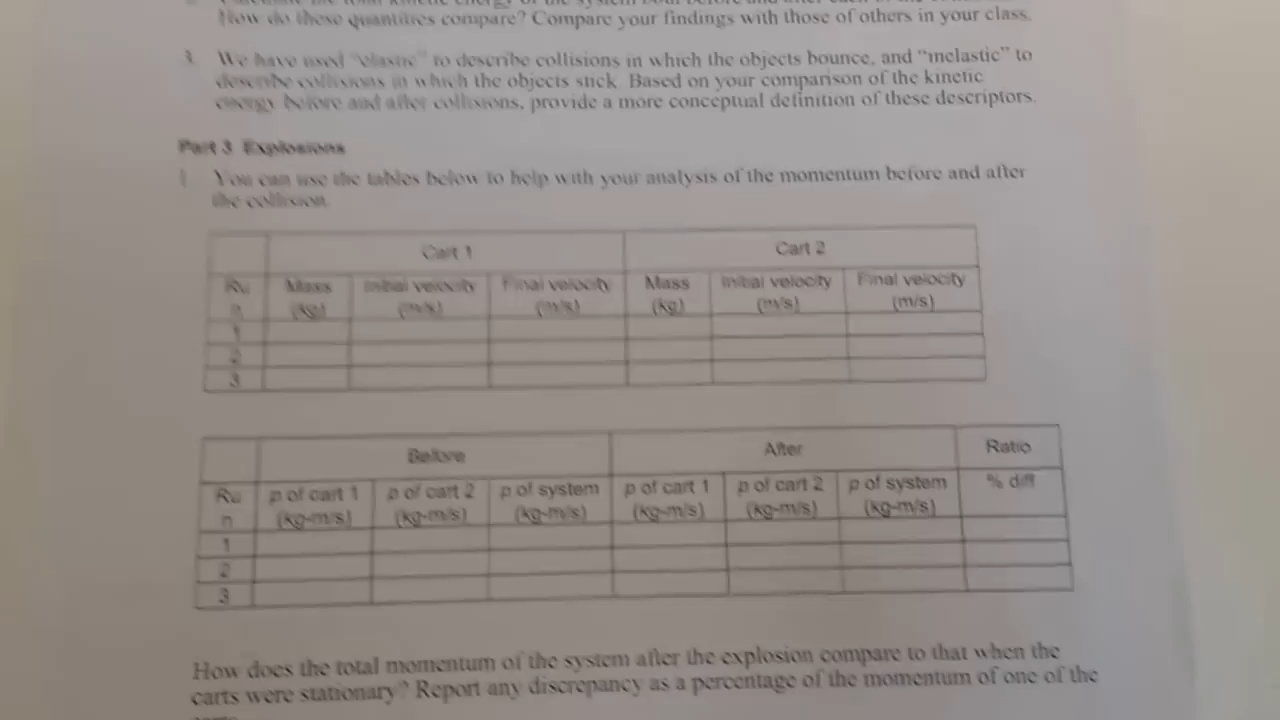 How do these quantities compare? Compare your findings with those of others in your class.
3. We have used "elastic" to describe collisions in which the objects bounce, and "inelastic" to
describe collisions in which the objects stick. Based on your comparison of the kinetic
energy before and after collisions, provide a more conceptual definition of these descriptors.
Part 3 Explosions
1 You can use the tables below to help with your analysis of the momentum before and after
the collision.
Cart 1 Cart 2
Ru Mass Initial velocity Final velocity Mass Initial velocity Final velocity
n (kg) (m/s) (m/s) (kg) (m/s) (m/s)
1
2
3
Before After Ratio
Ru p of cart 1 p of cart 2 p of system p of cart 1 p of cart 2 p of system % diff
n (kg-m/s) (kg-m/s) (kg-m/s) (kg-m/s) (kg-m/s) (kg-m/s)
1
2
3
How does the total momentum of the system after the explosion compare to that when the
carts were stationary? Report any discrepancy as a percentage of the momentum of one of the